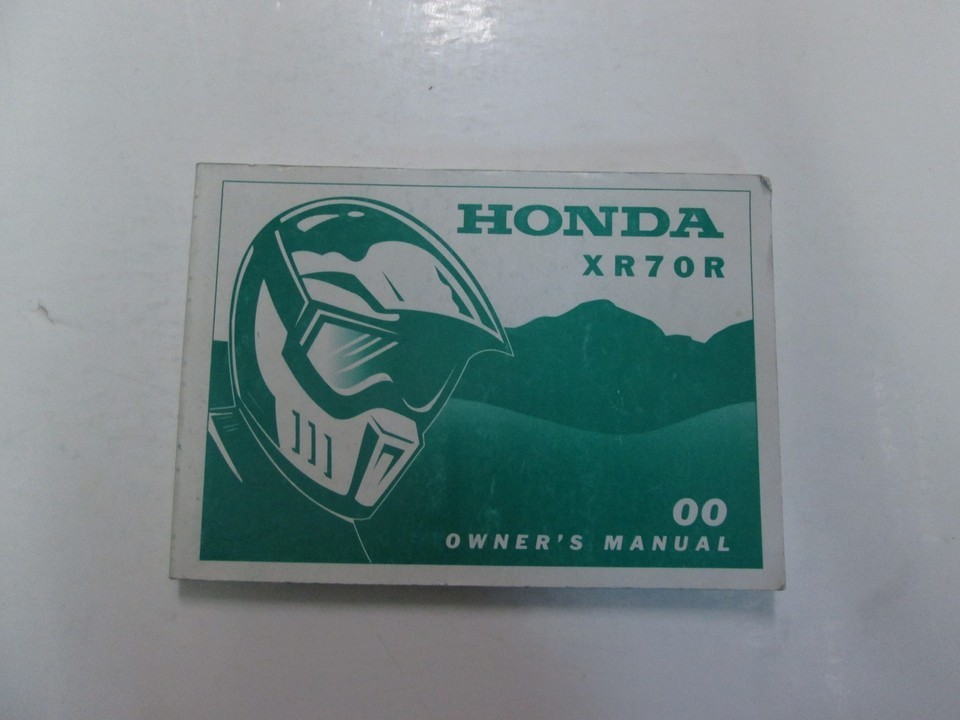 HONDA
XR70R
00
OWNER'S MANUAL